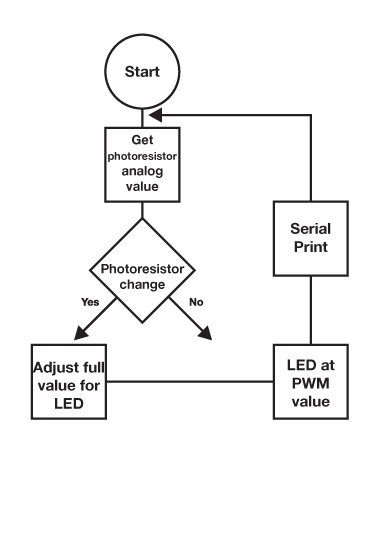 Start
Get
photoresistor
analog
value
Serial
Print
Photoresistor
change
Yes
No
Adjust full
value for
LED
LED at
PWM
value